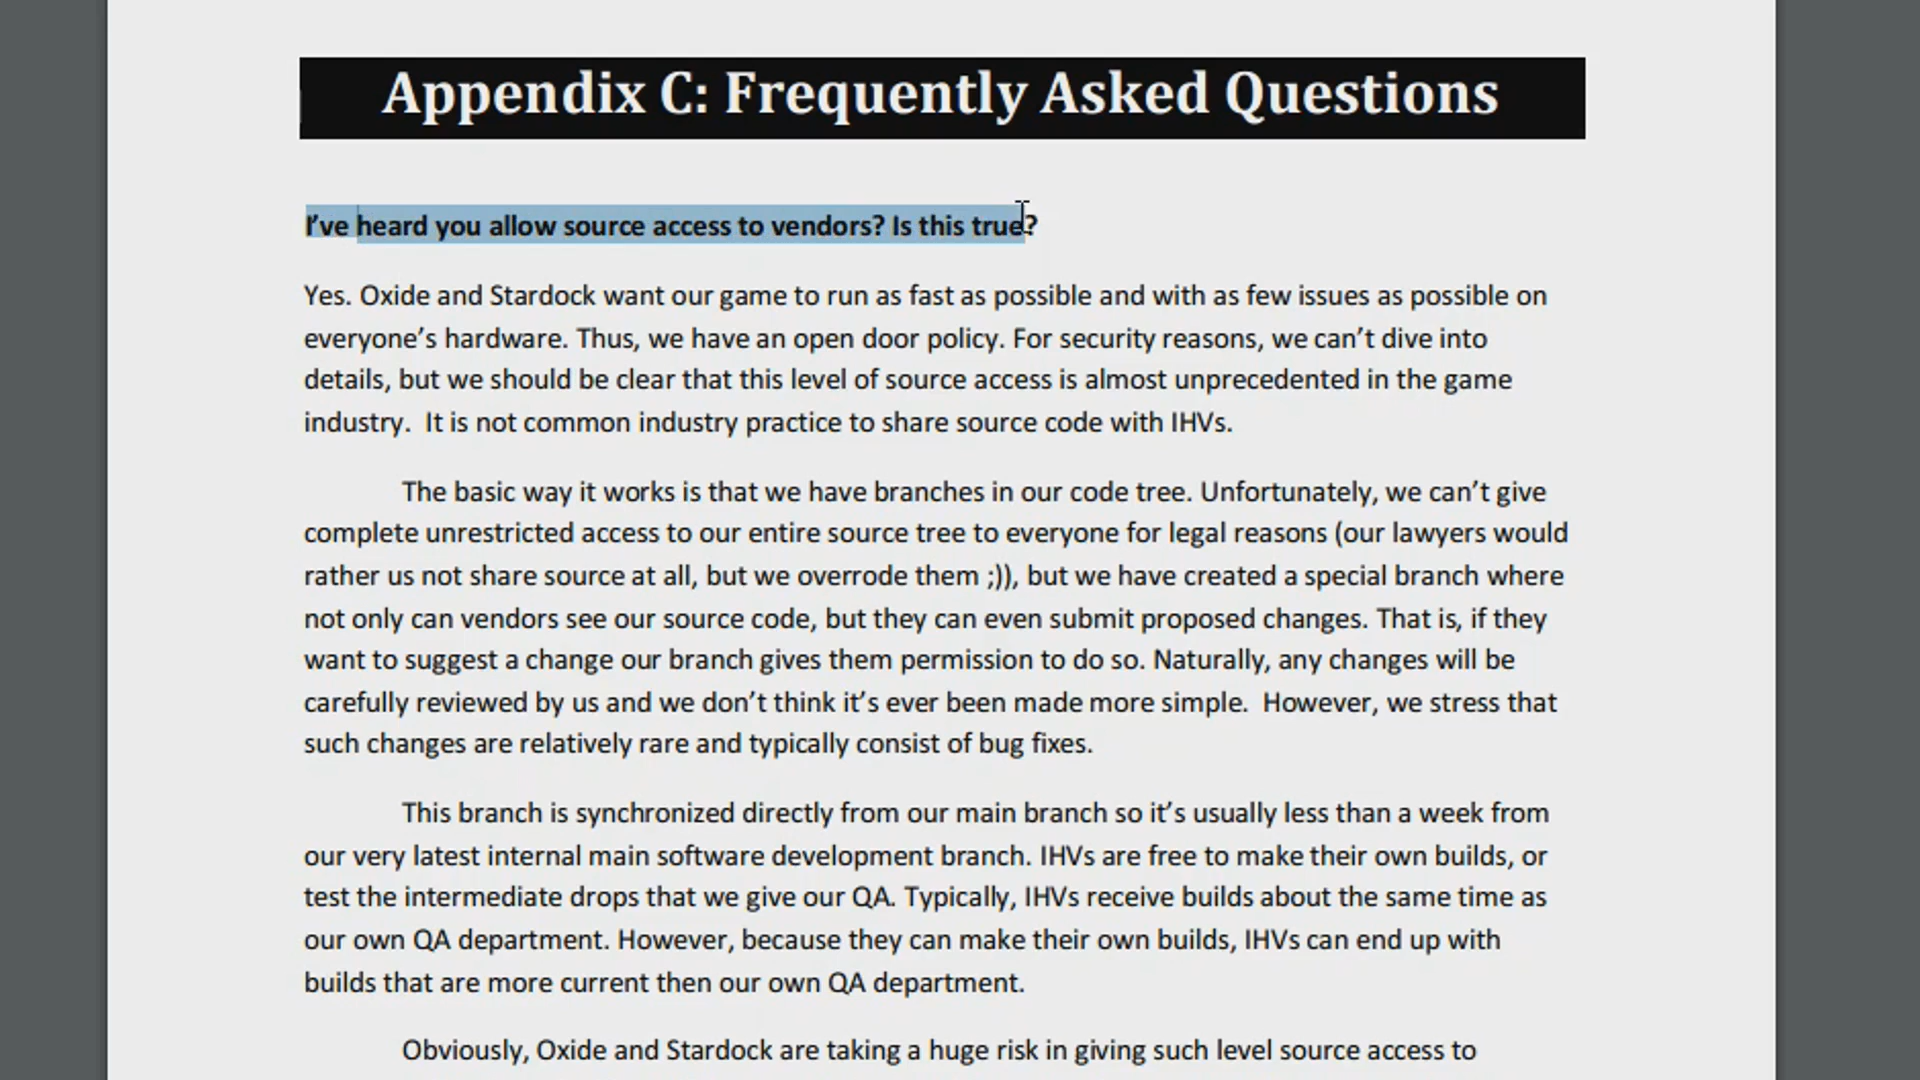 Appendix C: Frequently Asked Questions
I’ve heard you allow source access to vendors? Is this true?
Yes. Oxide and Stardock want our game to run as fast as possible and with as few issues as possible on
everyone’s hardware. Thus, we have an open door policy. For security reasons, we can’t dive into
details, but we should be clear that this level of source access is almost unprecedented in the game
industry.  It is not common industry practice to share source code with IHVs.
The basic way it works is that we have branches in our code tree. Unfortunately, we can’t give
complete unrestricted access to our entire source tree to everyone for legal reasons (our lawyers would
rather us not share source at all, but we overrode them ;)), but we have created a special branch where
not only can vendors see our source code, but they can even submit proposed changes. That is, if they
want to suggest a change our branch gives them permission to do so. Naturally, any changes will be
carefully reviewed by us and we don’t think it’s ever been made more simple.  However, we stress that
such changes are relatively rare and typically consist of bug fixes.
This branch is synchronized directly from our main branch so it’s usually less than a week from
our very latest internal main software development branch. IHVs are free to make their own builds, or
test the intermediate drops that we give our QA. Typically, IHVs receive builds about the same time as
our own QA department. However, because they can make their own builds, IHVs can end up with
builds that are more current then our own QA department.
Obviously, Oxide and Stardock are taking a huge risk in giving such level source access to